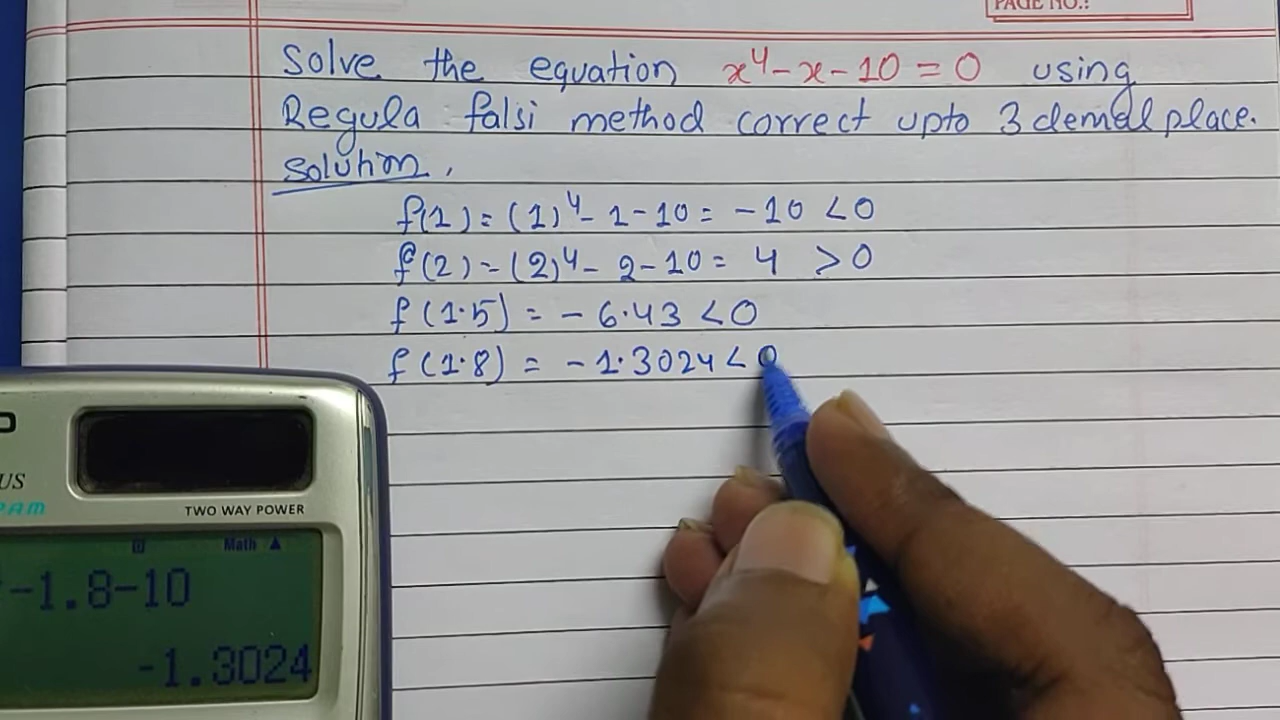 PAGE NO.:
Solve the equation x⁴-x-10=0 using
Regula falsi method correct upto 3 demel place.
Solution,
f(1)=(1)⁴-1-10=-10 <0
f(2)=(2)⁴-2-10= 4 >0
f(1.5) = -6.43 <0
f(1.8) = -1.3024<0
US
TWO WAY POWER
Math ▲
-1.8-10
-1.3024